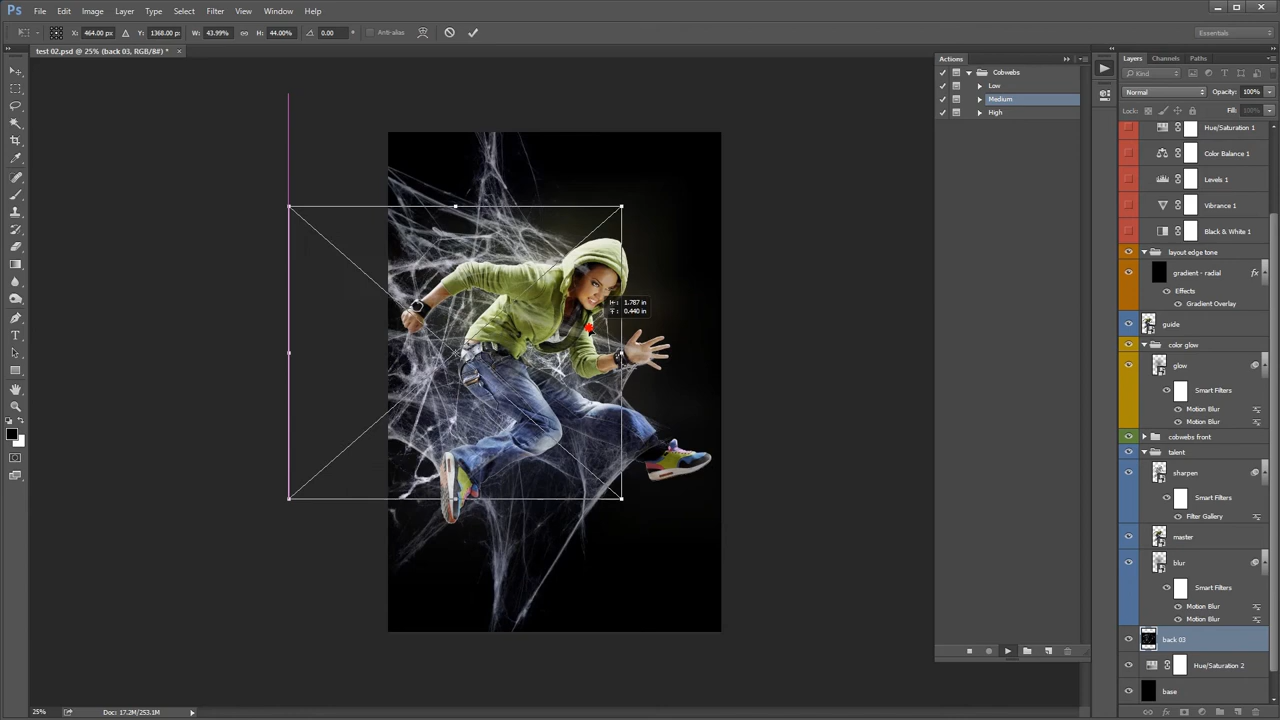 Ps File Edit Image Layer Type Select Filter View Window Help
X: 464.00 px Y: 1368.00 px W: 43.99% H: 44.00% 0.00 Anti-alias Essentials
test 02.psd @ 25% (back 03, RGB/8#) * ×
Actions
Cobwebs
Low
Medium
High
Layers Channels Paths
Kind
Normal Opacity: 100%
Lock: Fill: 100%
Hue/Saturation 1
Color Balance 1
Levels 1
Vibrance 1
Black & White 1
layout edge tone
gradient - radial fx
Effects
Gradient Overlay
guide
color glow
glow
Smart Filters
Motion Blur
Motion Blur
cobwebs front
talent
sharpen
Smart Filters
Filter Gallery
master
blur
Smart Filters
Motion Blur
Motion Blur
back 03
Hue/Saturation 2
base
1.787 in
0.440 in
25% Doc: 17.2M/253.1M